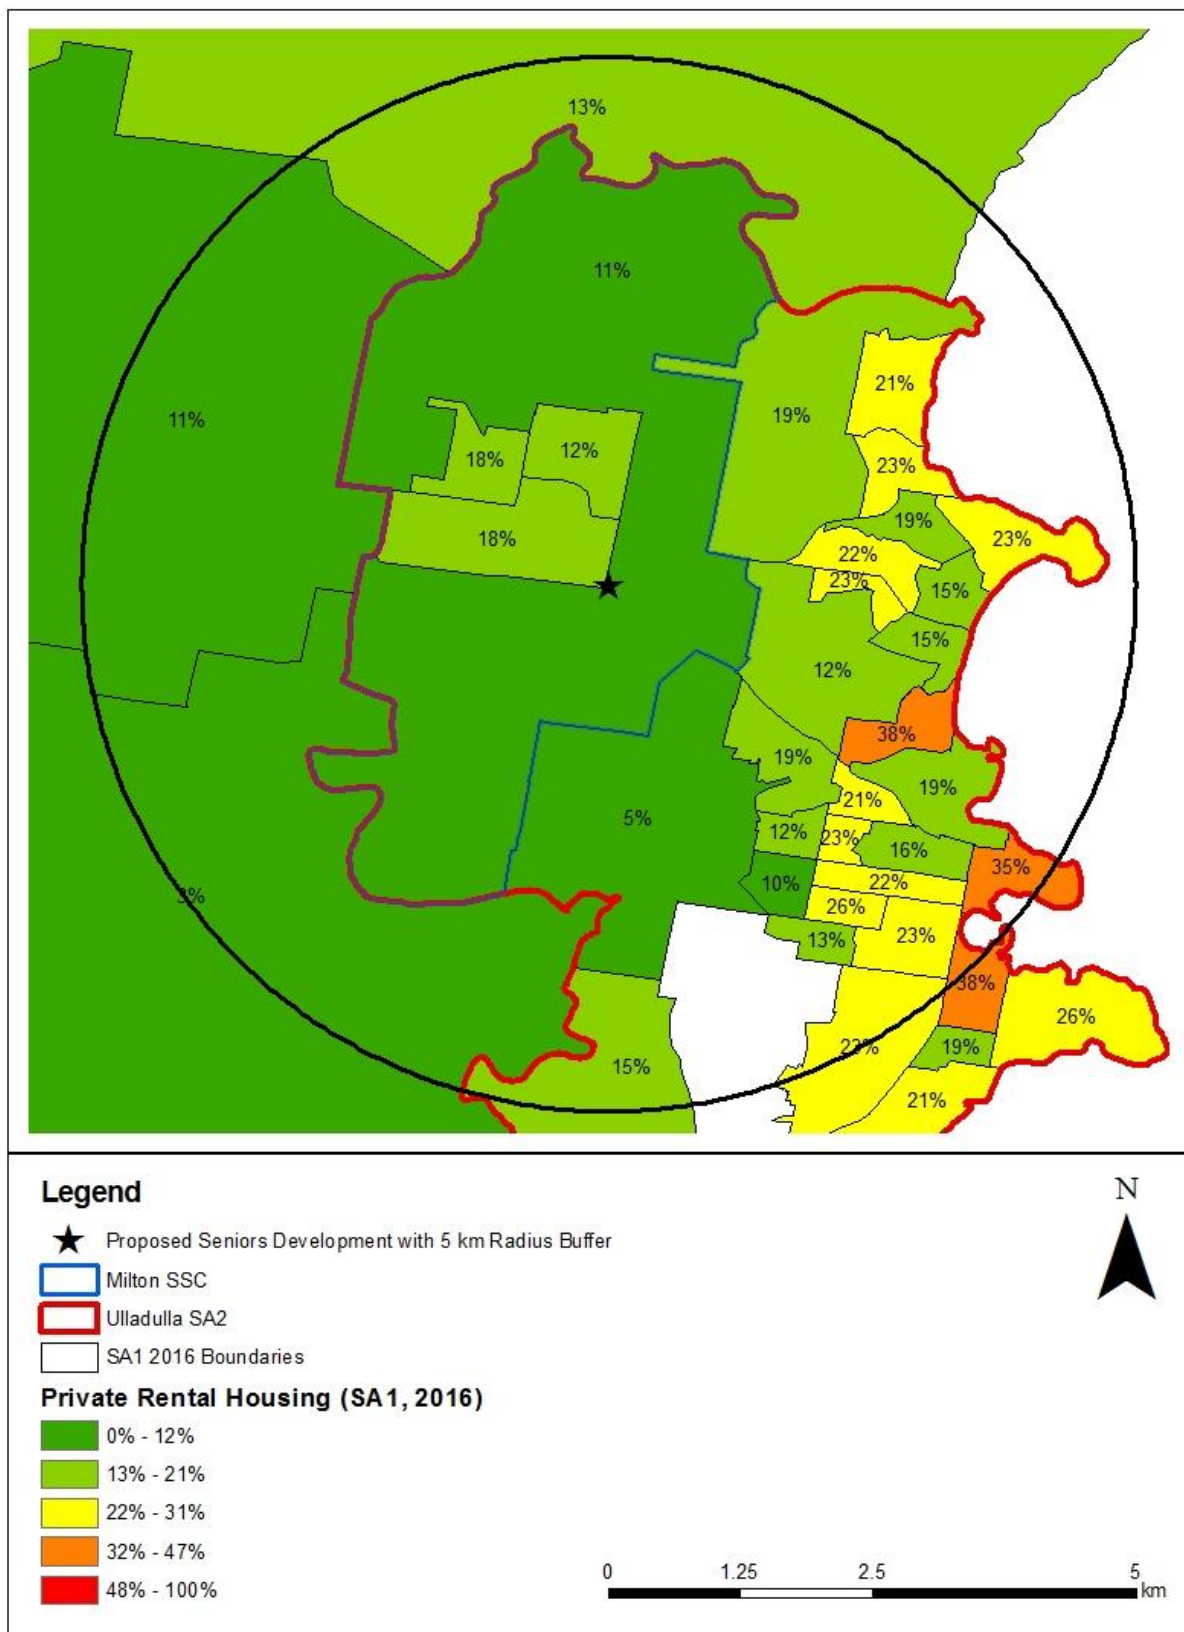 13%
11%
21%
11%
19%
12%
18%
23%
19%
23%
18%
22%
23%
15%
15%
12%
38%
19%
19%
21%
5%
12%
23%
16%
35%
10%
22%
3%
26%
23%
13%
38%
26%
23%
19%
15%
21%
Legend
N
Proposed Seniors Development with 5 km Radius Buffer
Milton SSC
Ulladulla SA2
SA1 2016 Boundaries
Private Rental Housing (SA1, 2016)
0% - 12%
13% - 21%
22% - 31%
32% - 47%
48% - 100%
0 1.25 2.5 5
km